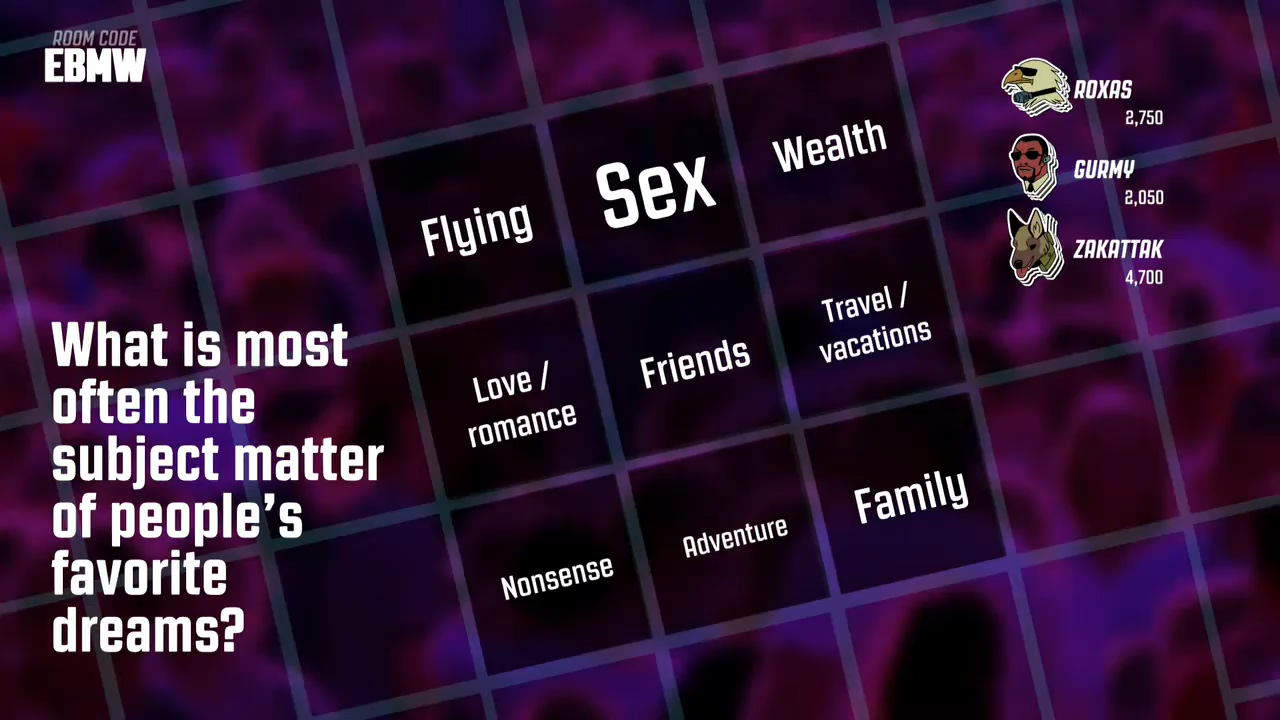 ROOM CODE
EBMW
ROXAS
2,750
GURMY
2,050
ZAKATTAK
4,700
What is most
often the
subject matter
of people's
favorite
dreams?
Flying
Sex
Wealth
Love /
romance
Friends
Travel /
vacations
Nonsense
Adventure
Family